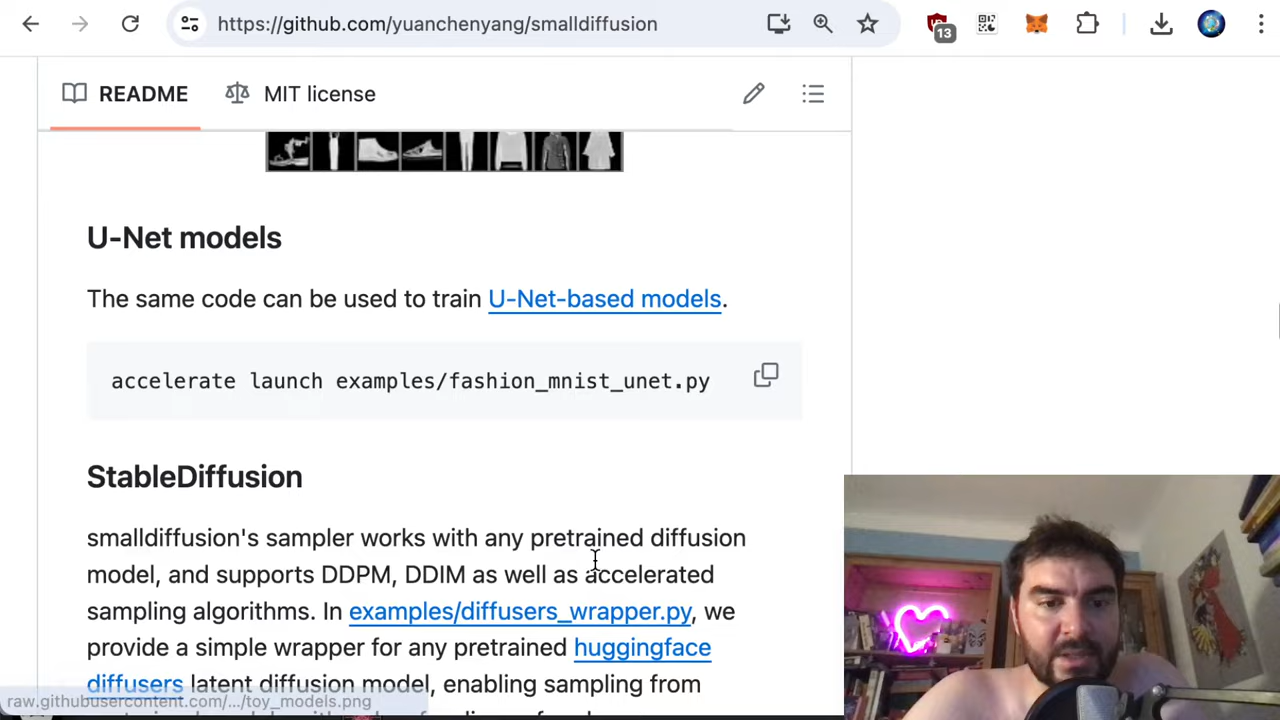 https://github.com/yuanchenyang/smalldiffusion
13
README
MIT license
U-Net models
The same code can be used to train U-Net-based models.
accelerate launch examples/fashion_mnist_unet.py
StableDiffusion
smalldiffusion's sampler works with any pretrained diffusion
model, and supports DDPM, DDIM as well as accelerated
sampling algorithms. In examples/diffusers_wrapper.py, we
provide a simple wrapper for any pretrained huggingface
diffusers latent diffusion model, enabling sampling from
raw.githubusercontent.com/.../toy_models.png